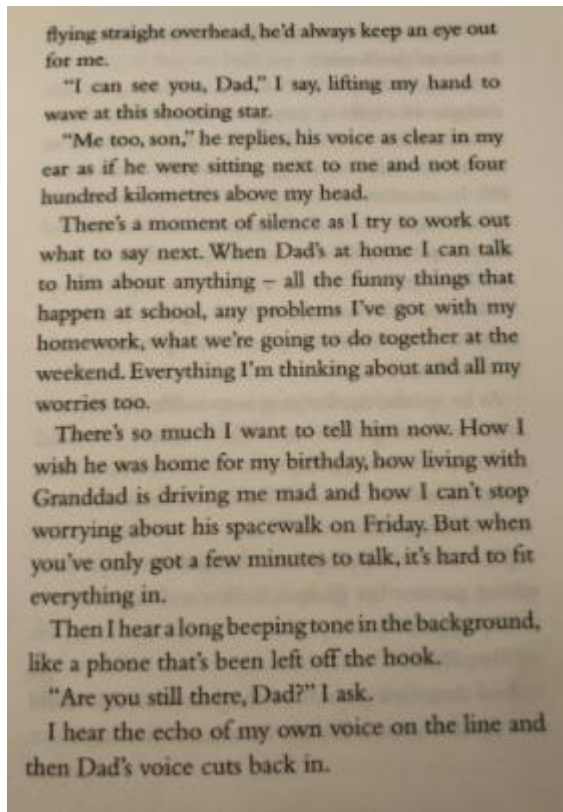 flying straight overhead, he'd always keep an eye out
for me.
“I can see you, Dad,” I say, lifting my hand to
wave at this shooting star.
“Me too, son,” he replies, his voice as clear in my
ear as if he were sitting next to me and not four
hundred kilometres above my head.
There's a moment of silence as I try to work out
what to say next. When Dad's at home I can talk
to him about anything – all the funny things that
happen at school, any problems I've got with my
homework, what we're going to do together at the
weekend. Everything I'm thinking about and all my
worries too.
There's so much I want to tell him now. How I
wish he was home for my birthday, how living with
Granddad is driving me mad and how I can't stop
worrying about his spacewalk on Friday. But when
you've only got a few minutes to talk, it's hard to fit
everything in.
Then I hear a long beeping tone in the background,
like a phone that's been left off the hook.
“Are you still there, Dad?” I ask.
I hear the echo of my own voice on the line and
then Dad's voice cuts back in.